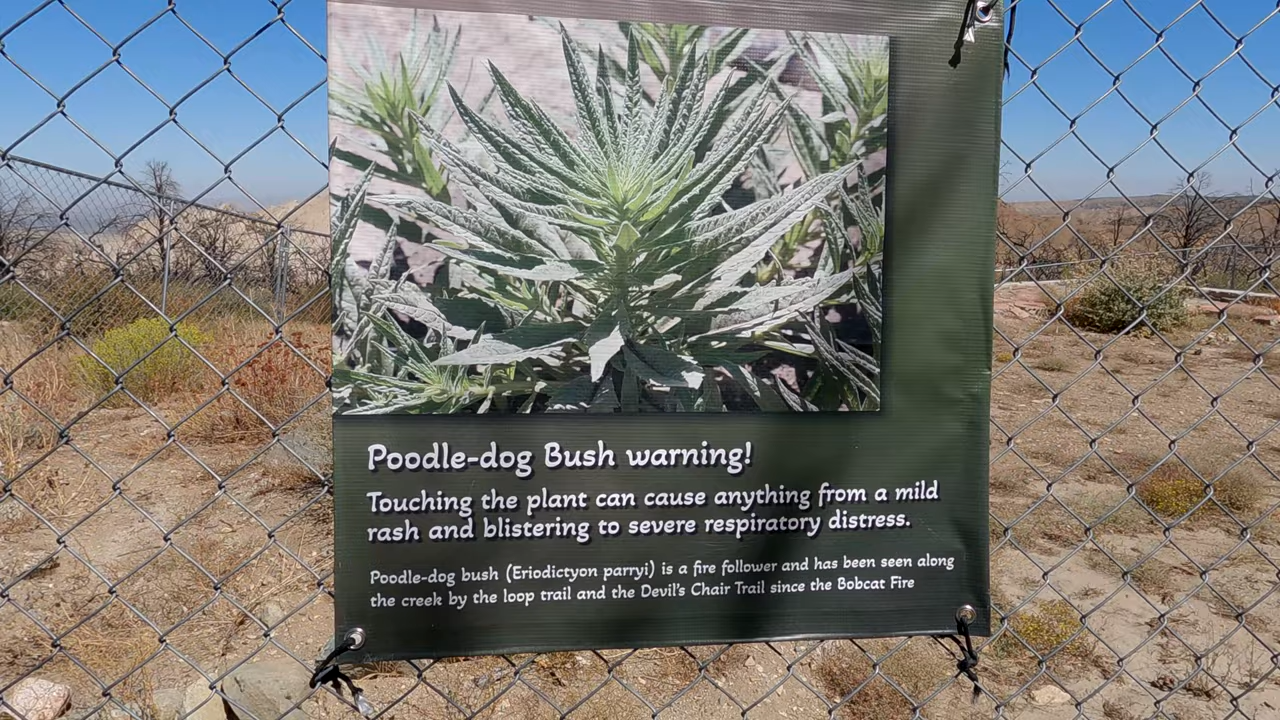 Poodle-dog Bush warning!
Touching the plant can cause anything from a mild
rash and blistering to severe respiratory distress.
Poodle-dog bush (Eriodictyon parryi) is a fire follower and has been seen along
the creek by the loop trail and the Devil's Chair Trail since the Bobcat Fire